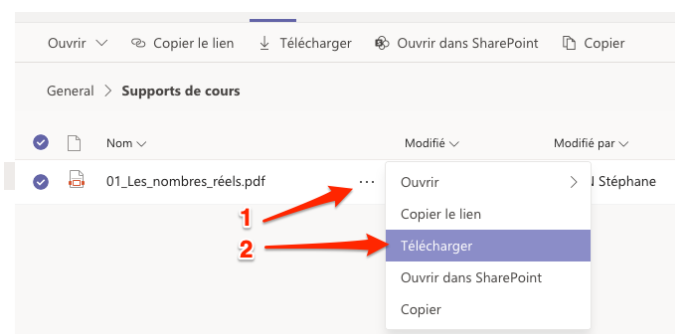 Ouvrir Copier le lien Télécharger Ouvrir dans SharePoint Copier
General > Supports de cours
Nom Modifié Modifié par
01_Les_nombres_réels.pdf ... Stéphane
1
2
Ouvrir >
Copier le lien
Télécharger
Ouvrir dans SharePoint
Copier